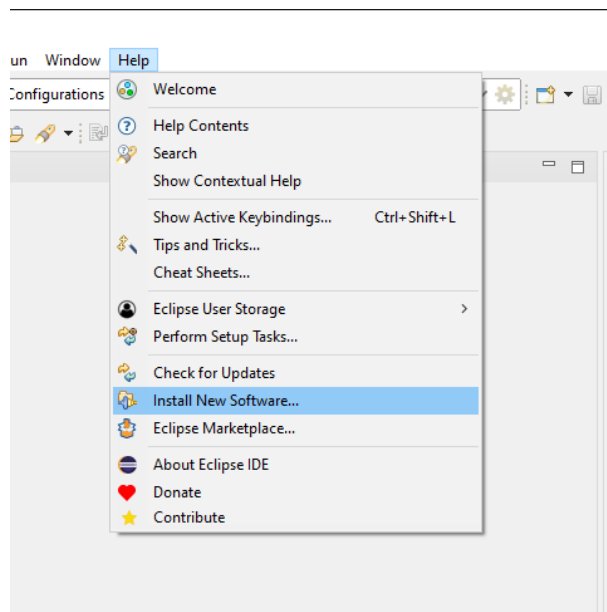 un Window Help
Configurations
Welcome
Help Contents
Search
Show Contextual Help
Show Active Keybindings... Ctrl+Shift+L
Tips and Tricks...
Cheat Sheets...
Eclipse User Storage
Perform Setup Tasks...
Check for Updates
Install New Software...
Eclipse Marketplace...
About Eclipse IDE
Donate
Contribute